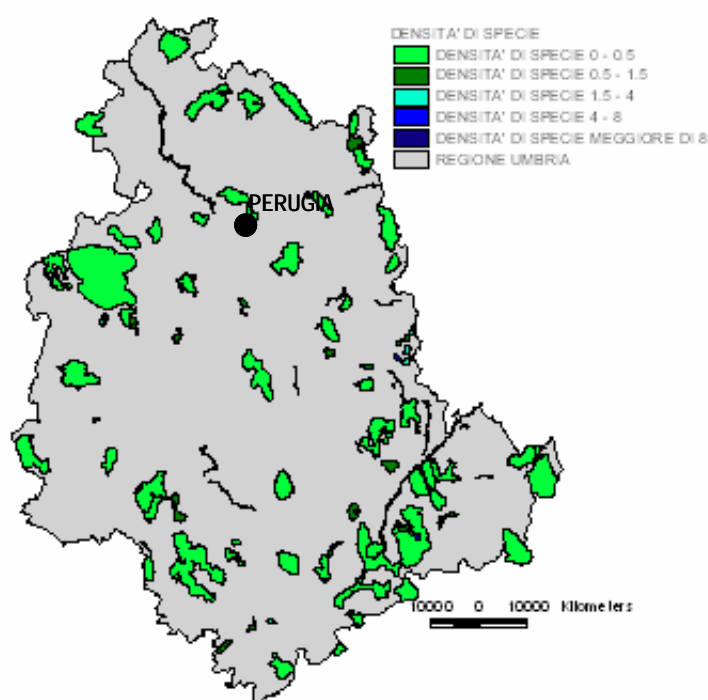 DENSITA' DI SPECIE
DENSITA' DI SPECIE 0 - 0.5
DENSITA' DI SPECIE 0.5 - 1.5
DENSITA' DI SPECIE 1.5 - 4
DENSITA' DI SPECIE 4 - 8
DENSITA' DI SPECIE MEGGIORE DI 8
REGIONE UMBRIA
PERUGIA
10000 0 10000 Kilometers